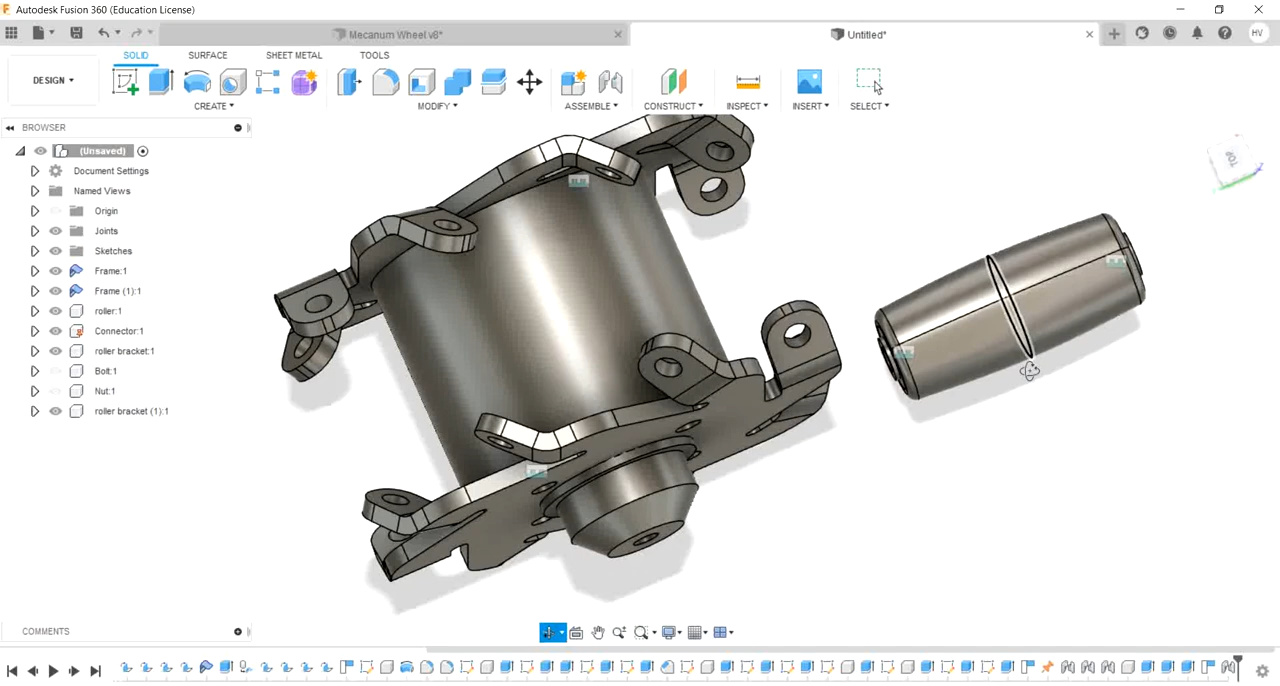 Autodesk Fusion 360 (Education License)
Mecanum Wheel v8*
Untitled*
HV
SOLID
SURFACE
SHEET METAL
TOOLS
DESIGN
CREATE
MODIFY
ASSEMBLE
CONSTRUCT
INSPECT
INSERT
SELECT
BROWSER
(Unsaved)
Document Settings
Named Views
Origin
Joints
Sketches
Frame:1
Frame (1):1
roller:1
Connector:1
roller bracket:1
Bolt:1
Nut:1
roller bracket (1):1
TOP
COMMENTS